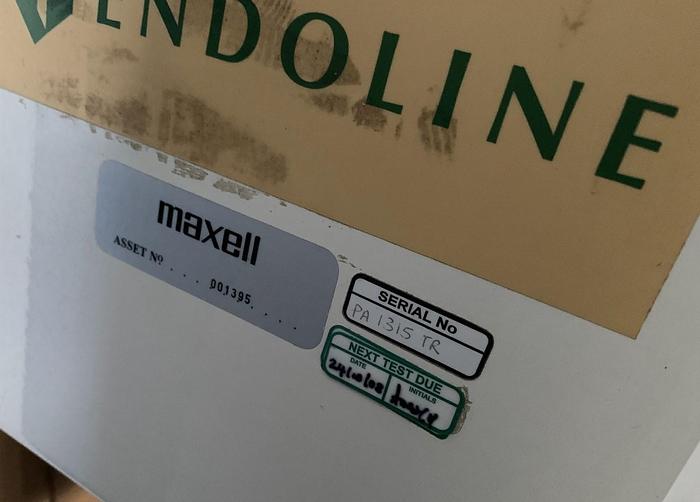 ENDOLINE
maxell
ASSET Nº . . . . 001395. . . . .
SERIAL No
PA 1315 TR
NEXT TEST DUE
DATE
INITIALS